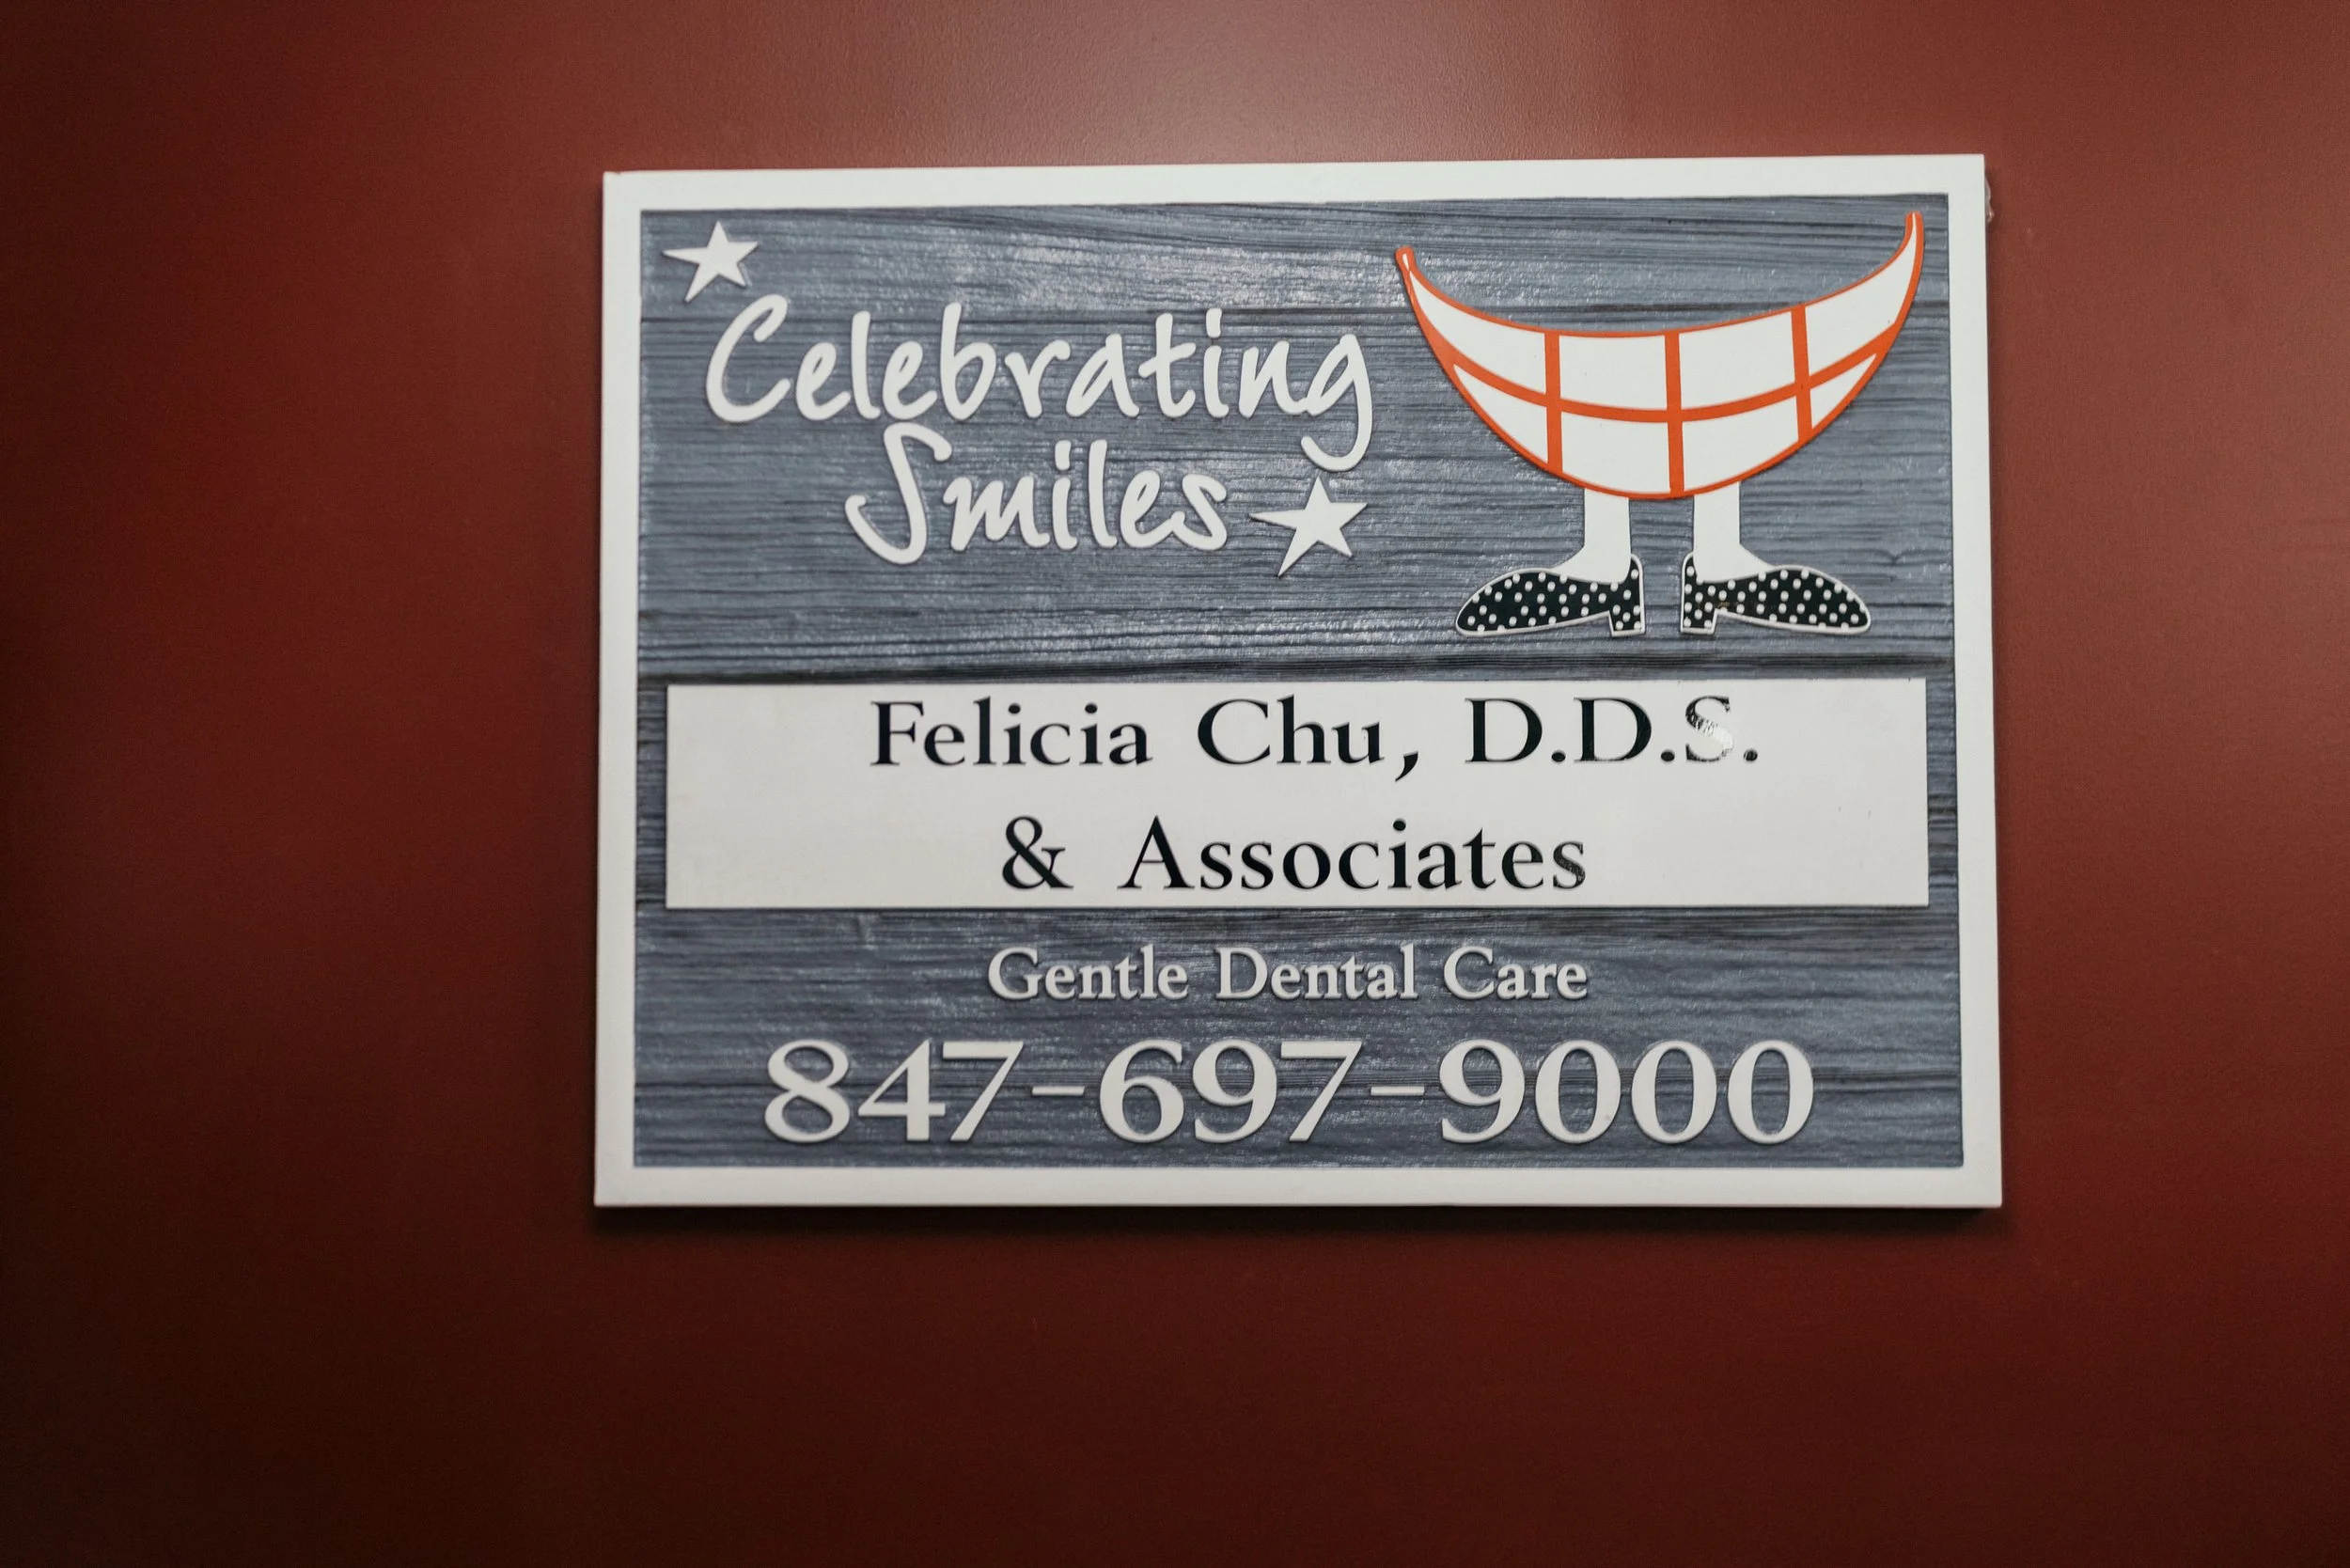 Celebrating
Smiles
Felicia Chu, D.D.S.
& Associates
Gentle Dental Care
847-697-9000